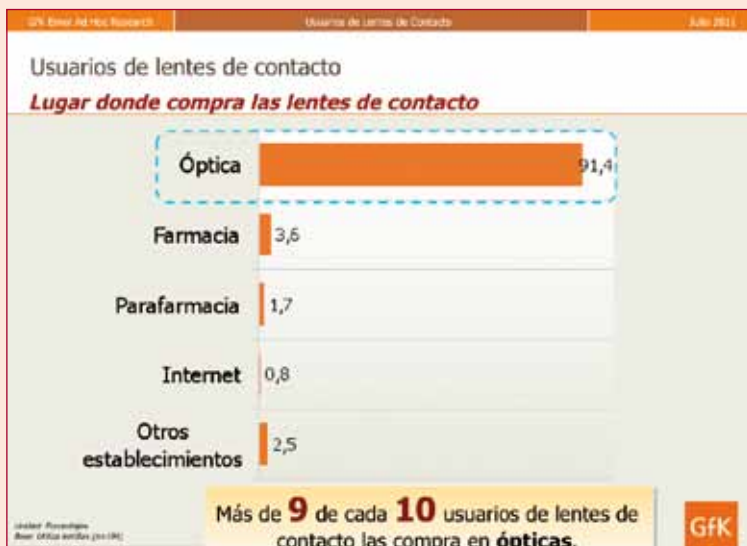 GfK Emer Ad Hoc Research
Usuarios de Lentes de Contacto
Julio 2011
Usuarios de lentes de contacto
Lugar donde compra las lentes de contacto
Óptica
91,4
Farmacia
3,6
Parafarmacia
1,7
Internet
0,8
Otros
establecimientos
2,5
Más de 9 de cada 10 usuarios de lentes de
contacto las compra en ópticas.
GfK